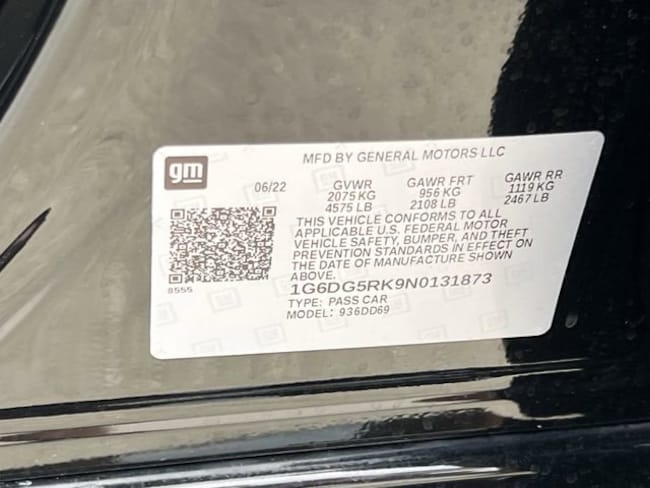 gm
MFD BY GENERAL MOTORS LLC
06/22 GVWR GAWR FRT GAWR RR
2075 KG 956 KG 1119 KG
4575 LB 2108 LB 2467 LB
THIS VEHICLE CONFORMS TO ALL
APPLICABLE U.S. FEDERAL MOTOR
VEHICLE SAFETY, BUMPER, AND THEFT
PREVENTION STANDARDS IN EFFECT ON
THE DATE OF MANUFACTURE SHOWN
ABOVE.
8555
1G6DG5RK9N0131873
TYPE: PASS CAR
MODEL: 936DD69